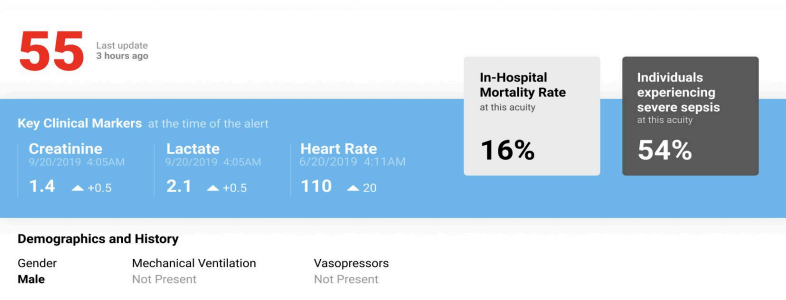 55
Last update
3 hours ago
In-Hospital
Mortality Rate
at this acuity
16%
Individuals
experiencing
severe sepsis
at this acuity
54%
Key Clinical Markers at the time of the alert
Creatinine
9/20/2019 4:05AM
1.4 ▲ +0.5
Lactate
9/20/2019 4:05AM
2.1 ▲ +0.5
Heart Rate
6/20/2019 4:11AM
110 ▲ 20
Demographics and History
Gender
Male
Mechanical Ventilation
Not Present
Vasopressors
Not Present